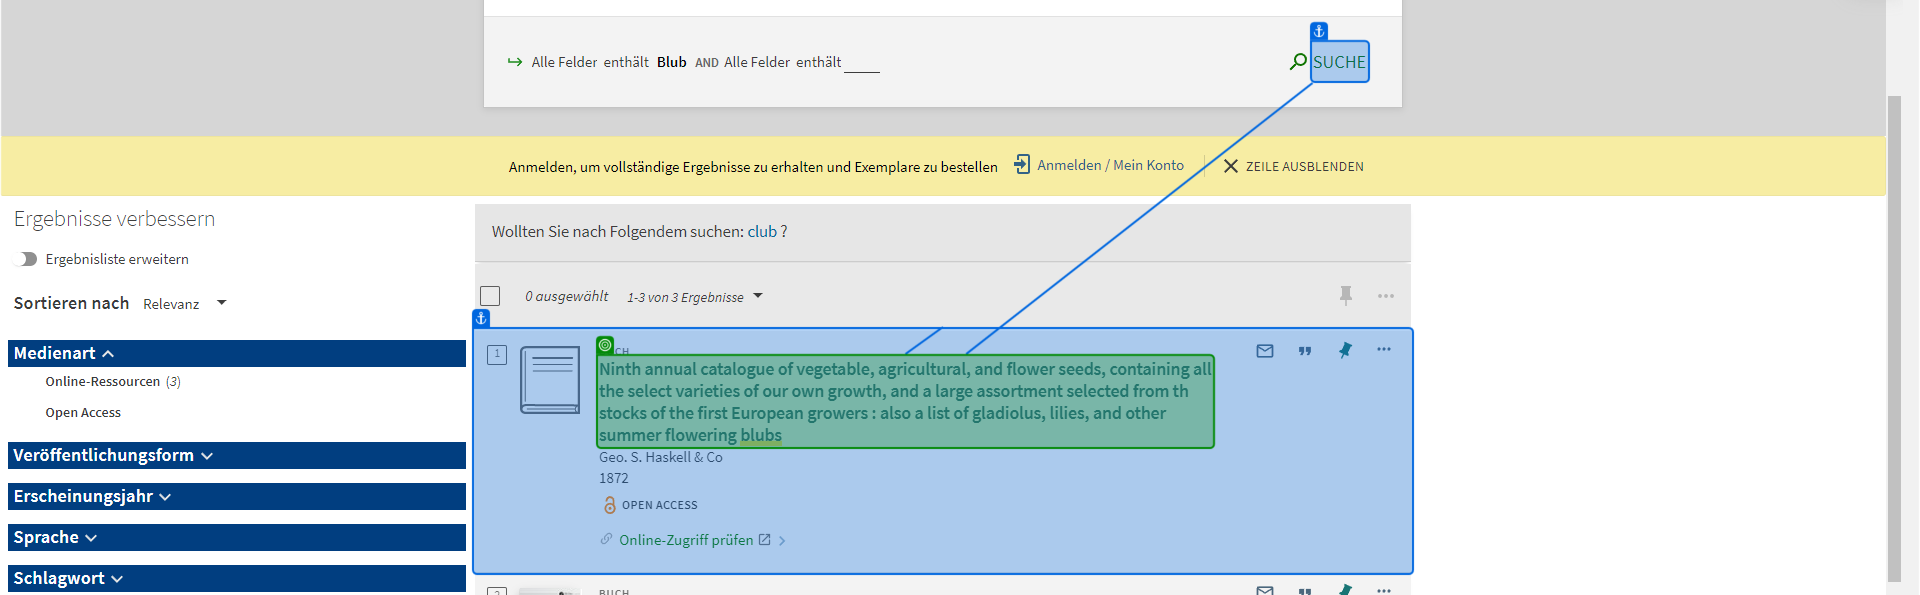 Alle Felder enthält Blub AND Alle Felder enthält
SUCHE
Anmelden, um vollständige Ergebnisse zu erhalten und Exemplare zu bestellen
Anmelden / Mein Konto
ZEILE AUSBLENDEN
Ergebnisse verbessern
Ergebnisliste erweitern
Sortieren nach Relevanz
Medienart
Online-Ressourcen (3)
Open Access
Veröffentlichungsform
Erscheinungsjahr
Sprache
Schlagwort
Wollten Sie nach Folgendem suchen: club ?
0 ausgewählt 1-3 von 3 Ergebnisse
1
CH
Ninth annual catalogue of vegetable, agricultural, and flower seeds, containing all
the select varieties of our own growth, and a large assortment selected from th
stocks of the first European growers : also a list of gladiolus, lilies, and other
summer flowering blubs
Geo. S. Haskell & Co
1872
OPEN ACCESS
Online-Zugriff prüfen
2
BUCH